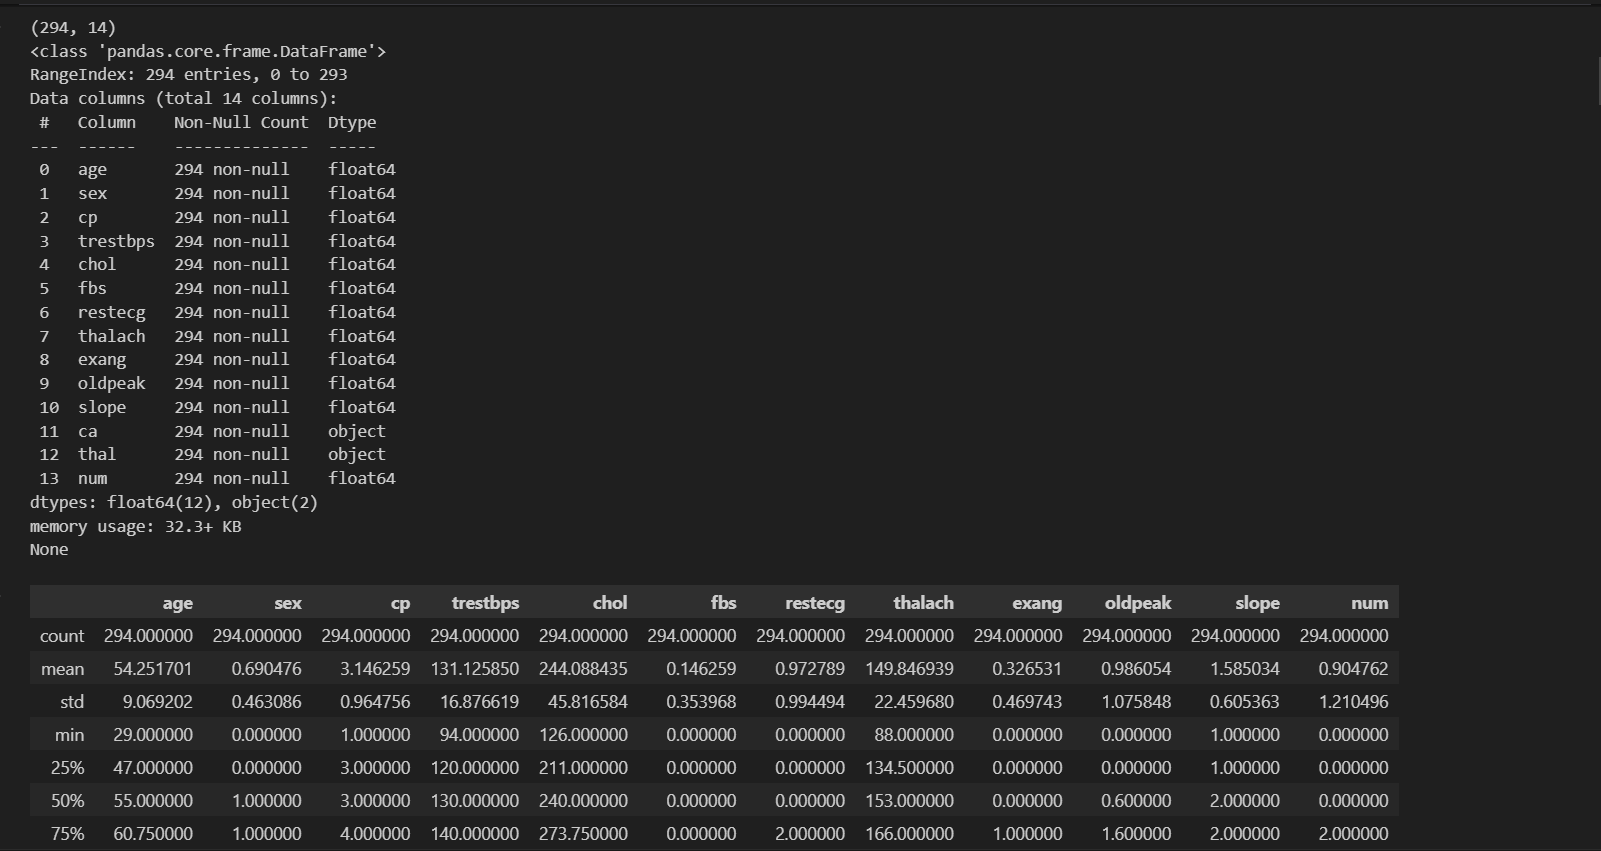 (294, 14)
<class 'pandas.core.frame.DataFrame'>
RangeIndex: 294 entries, 0 to 293
Data columns (total 14 columns):
 #   Column    Non-Null Count  Dtype
---  ------    --------------  -----
 0   age       294 non-null    float64
 1   sex       294 non-null    float64
 2   cp        294 non-null    float64
 3   trestbps  294 non-null    float64
 4   chol      294 non-null    float64
 5   fbs       294 non-null    float64
 6   restecg   294 non-null    float64
 7   thalach   294 non-null    float64
 8   exang     294 non-null    float64
 9   oldpeak   294 non-null    float64
 10  slope     294 non-null    float64
 11  ca        294 non-null    object
 12  thal      294 non-null    object
 13  num       294 non-null    float64
dtypes: float64(12), object(2)
memory usage: 32.3+ KB
None
age sex cp trestbps chol fbs restecg thalach exang oldpeak slope num
count 294.000000 294.000000 294.000000 294.000000 294.000000 294.000000 294.000000 294.000000 294.000000 294.000000 294.000000 294.000000
mean 54.251701 0.690476 3.146259 131.125850 244.088435 0.146259 0.972789 149.846939 0.326531 0.986054 1.585034 0.904762
std 9.069202 0.463086 0.964756 16.876619 45.816584 0.353968 0.994494 22.459680 0.469743 1.075848 0.605363 1.210496
min 29.000000 0.000000 1.000000 94.000000 126.000000 0.000000 0.000000 88.000000 0.000000 0.000000 1.000000 0.000000
25% 47.000000 0.000000 3.000000 120.000000 211.000000 0.000000 0.000000 134.500000 0.000000 0.000000 1.000000 0.000000
50% 55.000000 1.000000 3.000000 130.000000 240.000000 0.000000 0.000000 153.000000 0.000000 0.600000 2.000000 0.000000
75% 60.750000 1.000000 4.000000 140.000000 273.750000 0.000000 2.000000 166.000000 1.000000 1.600000 2.000000 2.000000